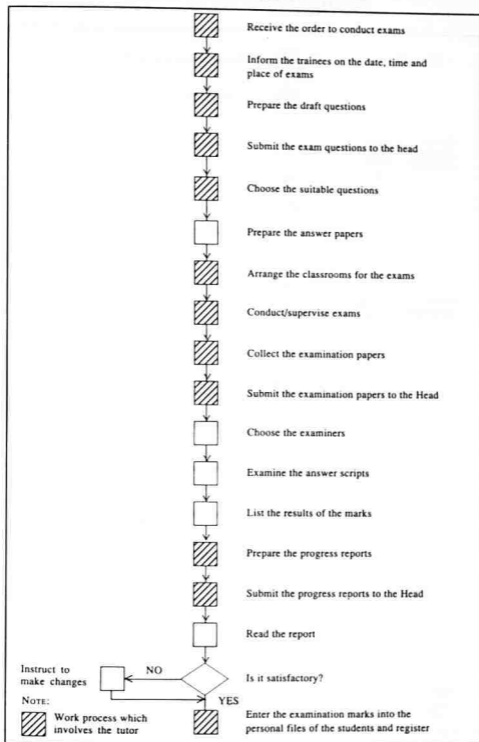 Receive the order to conduct exams
Inform the trainees on the date, time and
place of exams
Prepare the draft questions
Submit the exam questions to the head
Choose the suitable questions
Prepare the answer papers
Arrange the classrooms for the exams
Conduct/supervise exams
Collect the examination papers
Submit the examination papers to the Head
Choose the examiners
Examine the answer scripts
List the results of the marks
Prepare the progress reports
Submit the progress reports to the Head
Read the report
Instruct to
make changes
NO
Is it satisfactory?
YES
NOTE:
Work process which
involves the tutor
Enter the examination marks into the
personal files of the students and register